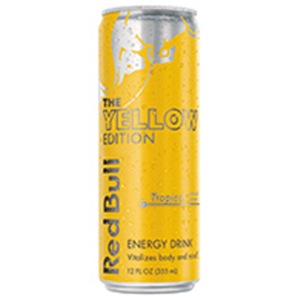 THE
YELLOW
EDITION
Red Bull
Tropical
ENERGY DRINK
Vitalizes body and mind
12 FL OZ (355 mL)